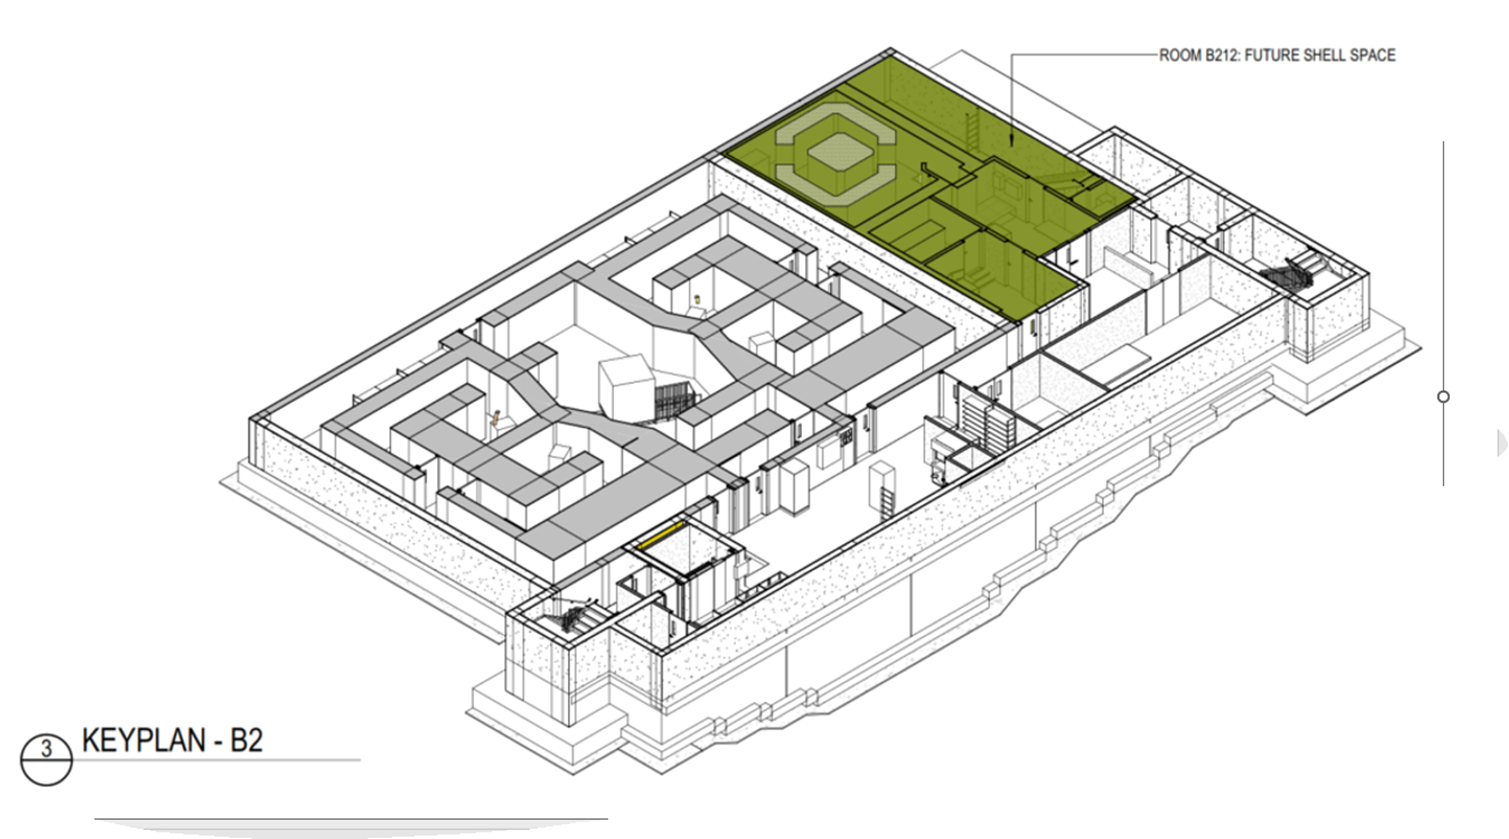 ROOM B212: FUTURE SHELL SPACE
3
KEYPLAN - B2